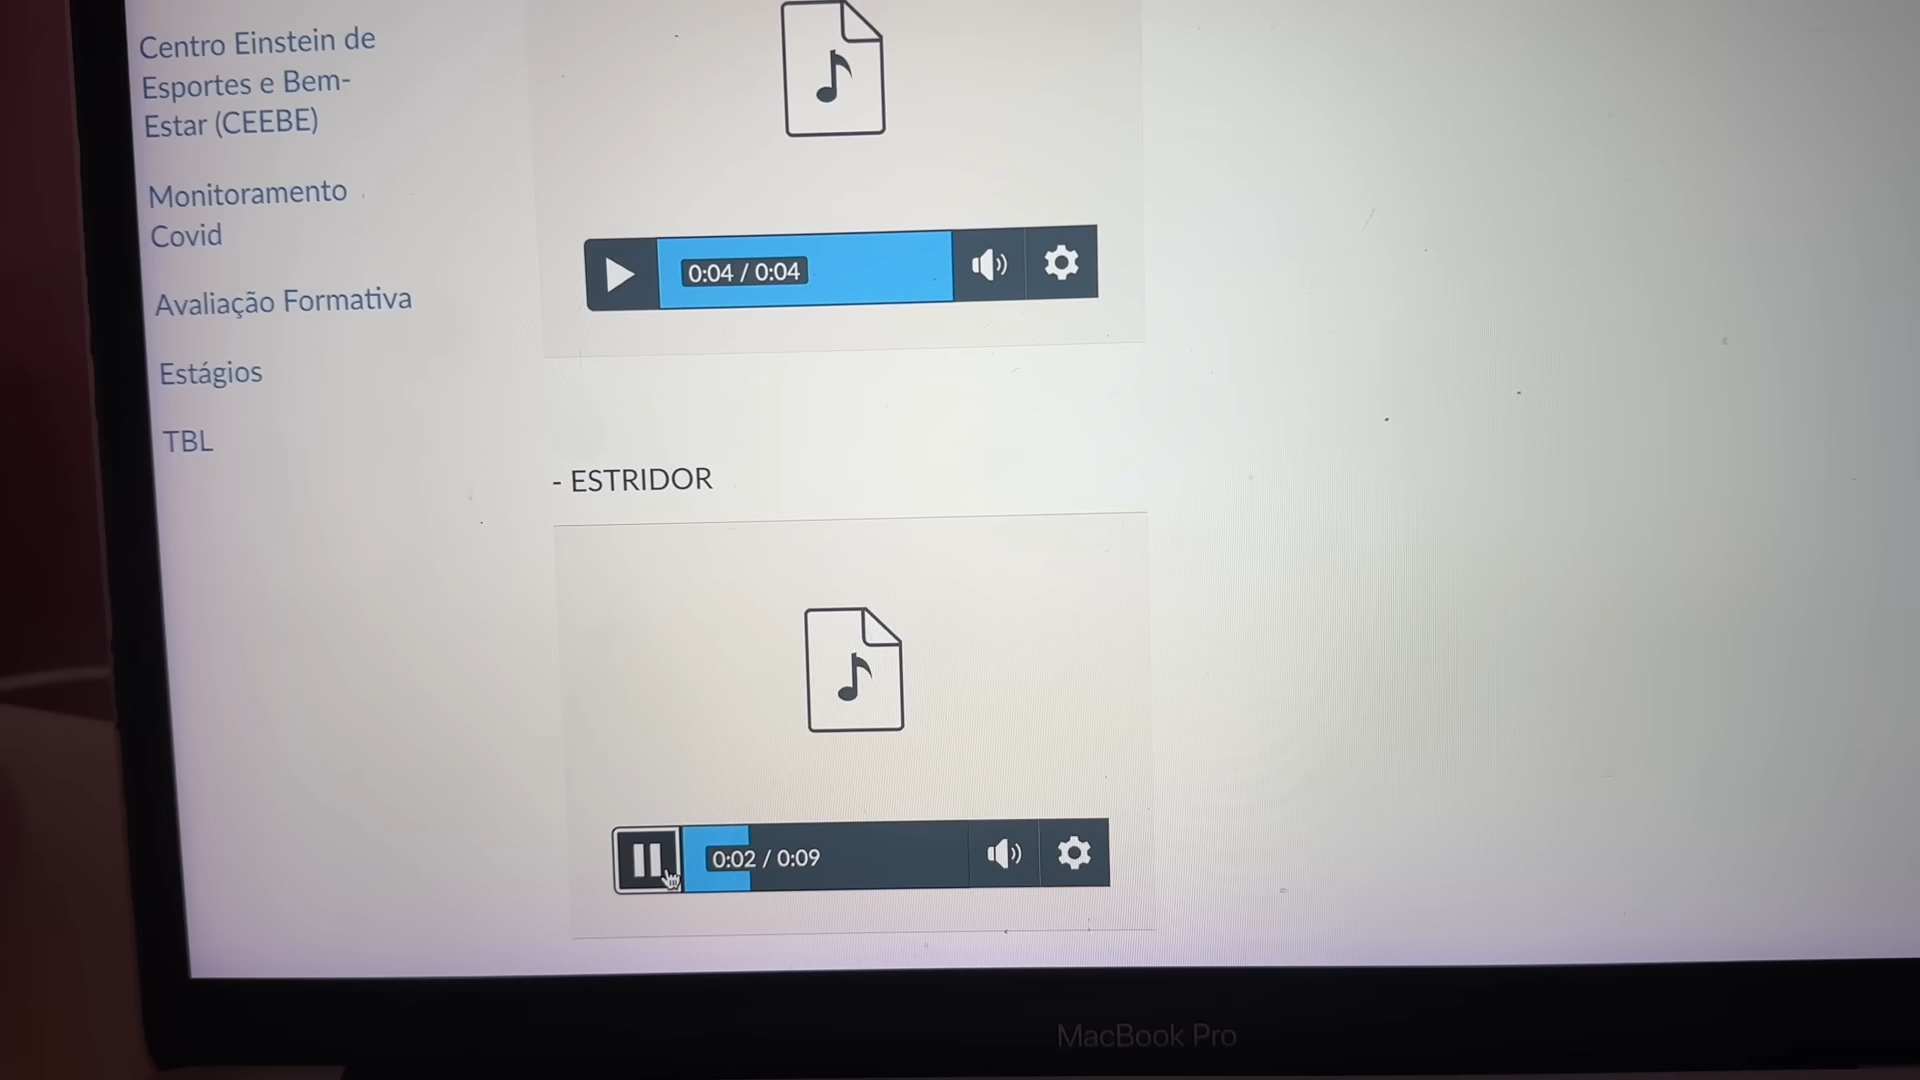 Centro Einstein de
Esportes e Bem-
Estar (CEEBE)
Monitoramento
Covid
Avaliação Formativa
Estágios
TBL
0:04 / 0:04
- ESTRIDOR
0:02 / 0:09
MacBook Pro